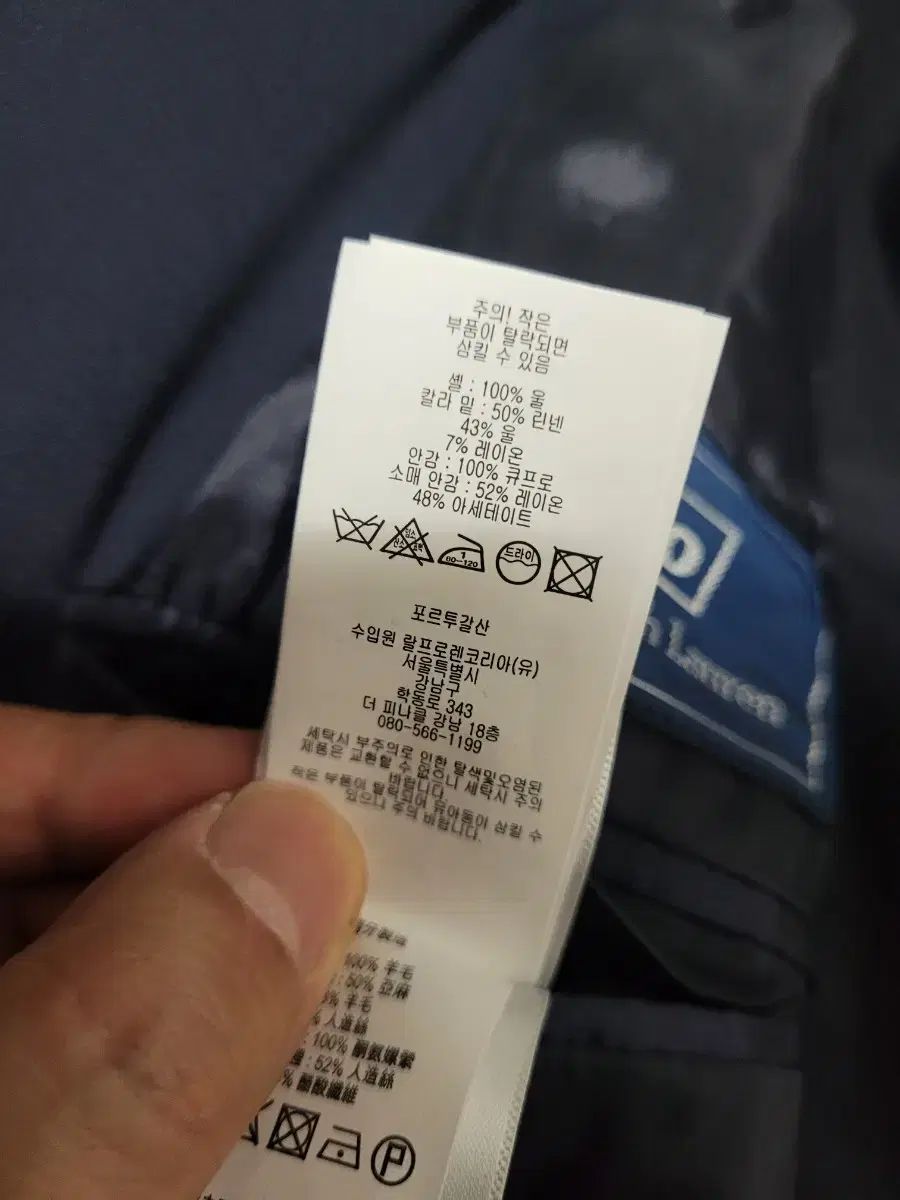 주의! 작은
부품이 탈락되면
삼킬 수 있음
셸 : 100% 울
칼라 밑 : 50% 린넨
43% 울
7% 레이온
안감 : 100% 큐프로
소매 안감 : 52% 레이온
48% 아세테이트
염소
드라이
1
80-120
포르투갈산
수입원 랄프로렌코리아(유)
서울특별시
강남구
학동로 343
더 피나클 강남 18층
080-566-1199
세탁시 부주의로 인한 탈색및오염된
제품은 교환할수 없으니 세탁시 주의
바랍니다.
작은 부품이 탈락되어 유아동이 삼킬 수
있으니 주의 바랍니다.
100% 羊毛
: 50% 亞麻
% 羊毛
% 人造絲
: 100%
: 52% 人造絲
% 醋酸纖維
P
Lauren